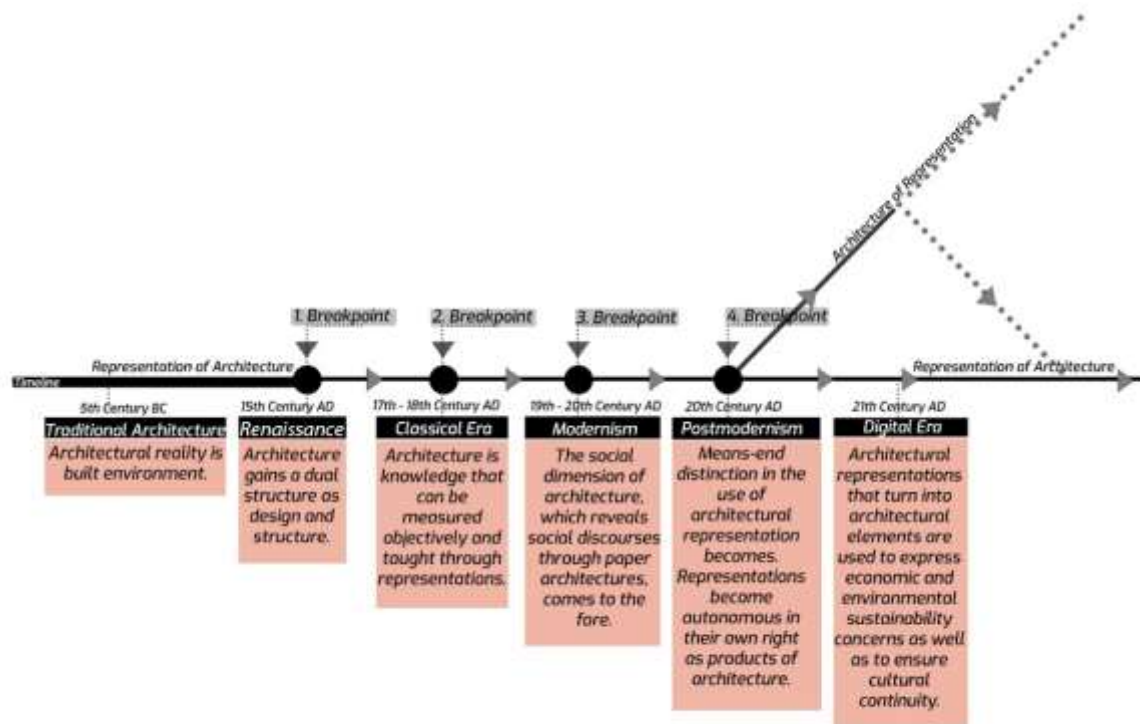 Architecture of Representation
1. Breakpoint
2. Breakpoint
3. Breakpoint
4. Breakpoint
Representation of Architecture
Representation of Architecture
Timeline
5th Century BC
Traditional Architecture
Architectural reality is
built environment.
15th Century AD
Renaissance
Architecture
gains a dual
structure as
design and
structure.
17th - 18th Century AD
Classical Era
Architecture is
knowledge that
can be
measured
objectively and
taught through
representations.
19th - 20th Century AD
Modernism
The social
dimension of
architecture,
which reveals
social discourses
through paper
architectures,
comes to the
fore.
20th Century AD
Postmodernism
Means-end
distinction in the
use of
architectural
representation
becomes.
Representations
become
autonomous in
their own right
as products of
architecture.
21th Century AD
Digital Era
Architectural
representations
that turn into
architectural
elements are
used to express
economic and
environmental
sustainability
concerns as well
as to ensure
cultural
continuity.